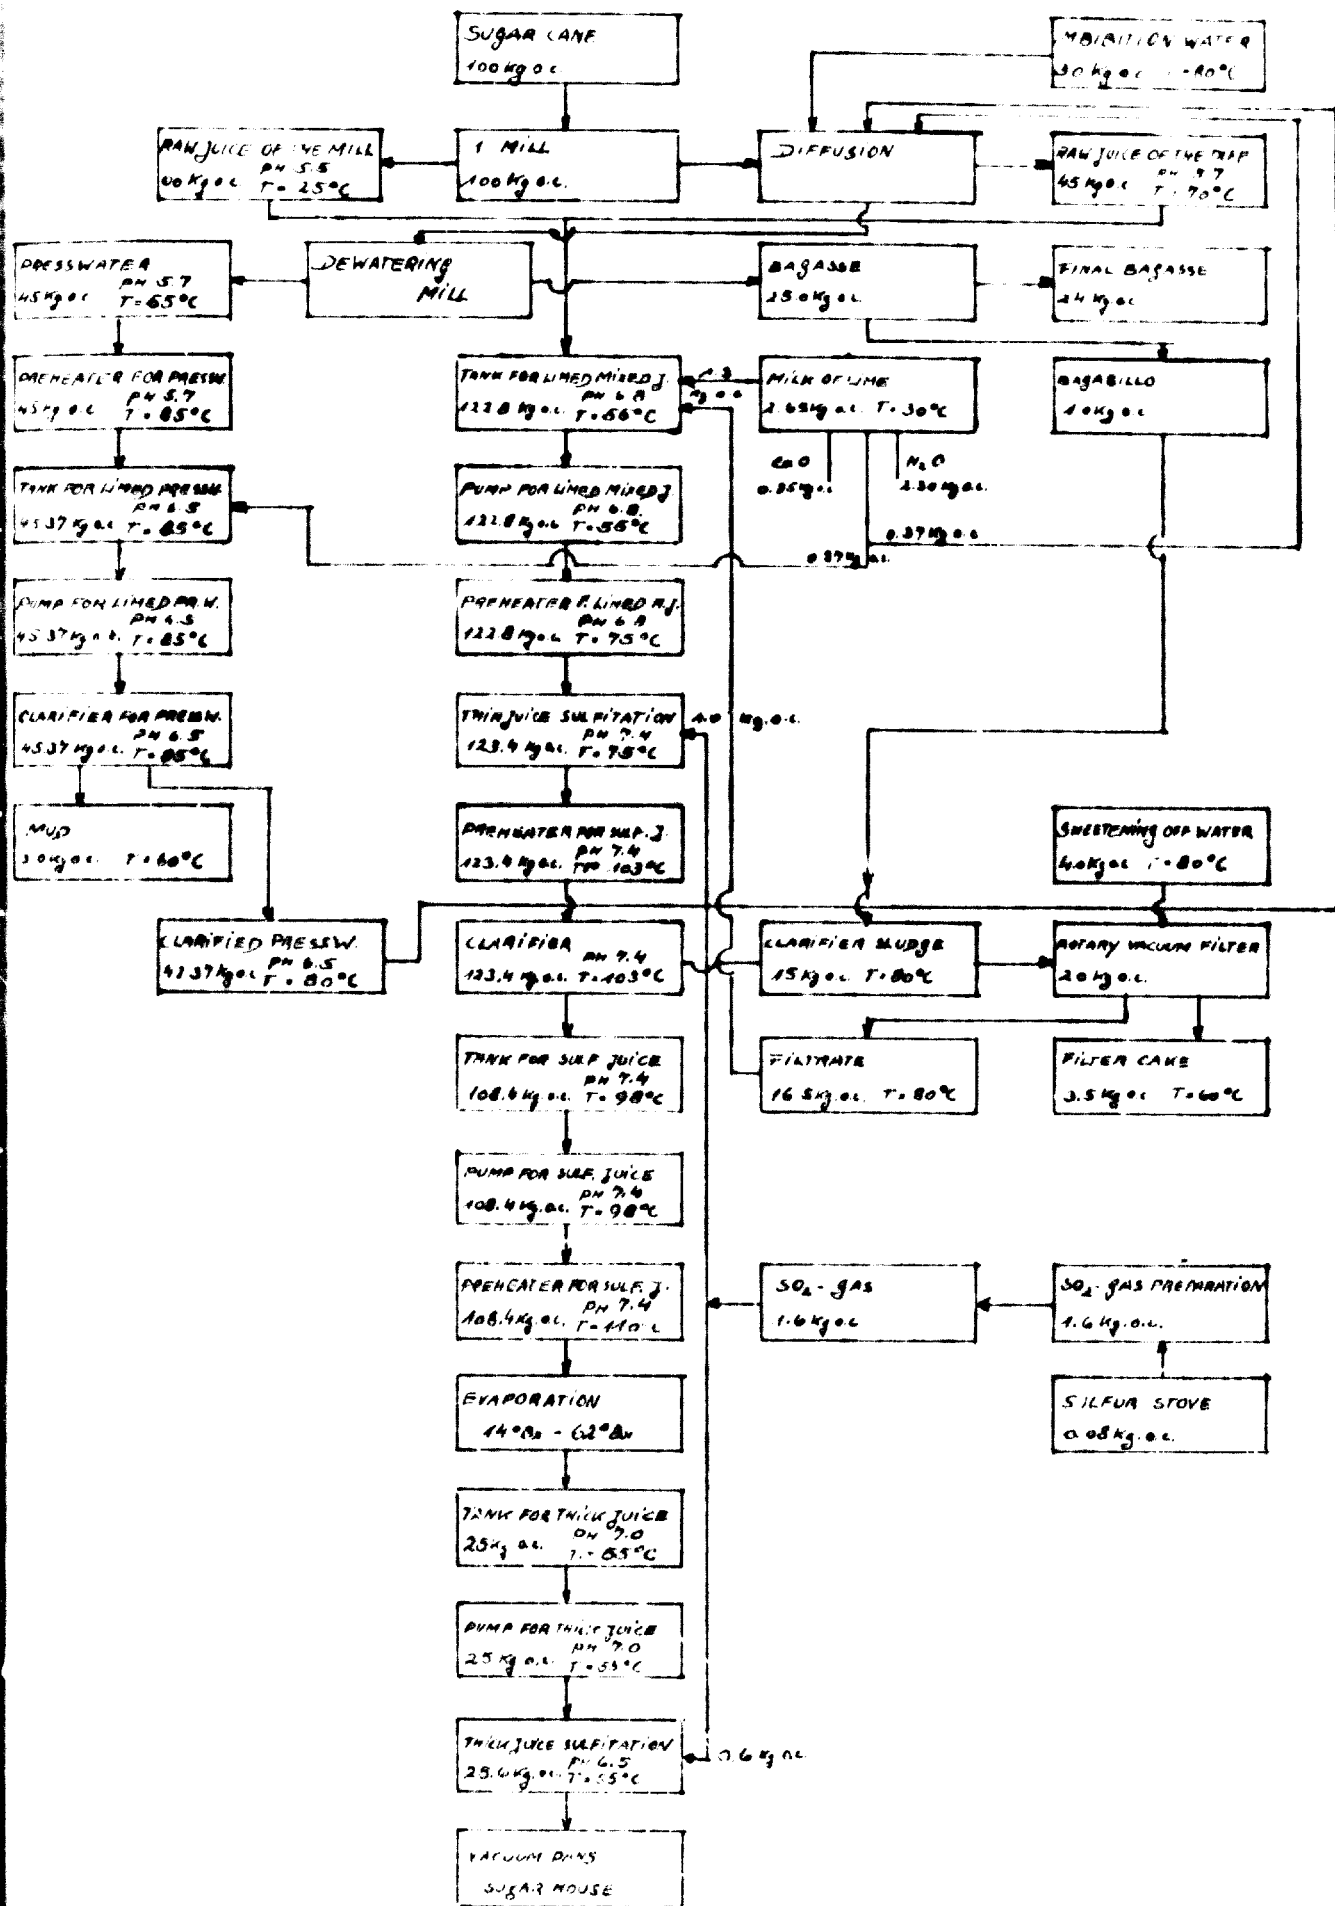 SUGAR CANE
100 Kg o.c.
MBIBITION WATER
30 Kg o.c. 80°C
RAW JUICE OF THE MILL
PH 5.5
00 Kg o.c. T = 25°C
1 MILL
100 Kg o.c.
DIFFUSION
RAW JUICE OF THE
45 Kg o.c. T = 70°C
PRESSWATER
PH 5.7
45 Kg o.c. T = 65°C
DEWATERING
MILL
BAGASSE
25.0 Kg o.c.
FINAL BAGASSE
24 Kg o.c.
PREHEATER FOR PRESSW.
PH 5.7
45 Kg o.c. T = 85°C
TANK FOR LIMED MIXED J.
PH 6.8
122.8 Kg o.c. T = 56°C
Kg o.c.
MILK OF LIME
2.65 Kg o.c. T = 30°C
BAGABILLO
1.0 Kg o.c.
CaO
0.35 Kg o.c.
H2O
2.30 Kg o.c.
TANK FOR LIMED PRESSW.
PH 6.5
45.37 Kg o.c. T = 85°C
PUMP FOR LIMED MIXED J.
PH 6.8
122.8 Kg o.c. T = 56°C
0.37 Kg o.c.
0.37 Kg o.c.
PUMP FOR LIMED PR.W.
PH 6.5
45.37 Kg o.c. T = 85°C
PREHEATER F. LIMED M.J.
PH 6.8
122.8 Kg o.c. T = 75°C
CLARIFIER FOR PRESSW.
PH 6.5
45.37 Kg o.c. T = 85°C
THIN JUICE SULFITATION
PH 7.4
123.4 Kg o.c. T = 75°C
1.0 Kg. o.c.
MUD
3.0 Kg o.c. T = 60°C
PREHEATER FOR SULF. J.
PH 7.4
123.4 Kg o.c. T = 103°C
SWEETENING OFF WATER
4.0 Kg o.c. T = 80°C
CLARIFIED PRESSW.
PH 6.5
42.37 Kg o.c. T = 80°C
CLARIFIER
PH 7.4
123.4 Kg o.c. T = 103°C
CLARIFIER SLUDGE
15 Kg o.c. T = 80°C
ROTARY VACUUM FILTER
20 Kg o.c.
TANK FOR SULF JUICE
PH 7.4
108.4 Kg o.c. T = 98°C
FILTRATE
16.5 Kg. o.c. T = 80°C
FILTER CAKE
3.5 Kg o.c. T = 60°C
PUMP FOR SULF. JUICE
PH 7.4
108.4 Kg. o.c. T = 98°C
PREHEATER FOR SULF. J.
PH 7.4
108.4 Kg. o.c. T = 110°C
SO2 - GAS
1.6 Kg o.c.
SO2 - GAS PREPARATION
1.6 Kg. o.c.
EVAPORATION
14°Bx - 62°Bx
SILFUR STOVE
0.08 Kg. o.c.
TANK FOR THICK JUICE
PH 7.0
25 Kg o.c. T = 55°C
PUMP FOR THICK JUICE
PH 7.0
25 Kg o.c. T = 55°C
THICK JUICE SULFITATION
PH 6.5
25.6 Kg. o.c. T = 55°C
0.6 Kg o.c.
VACUUM PANS
SUGAR HOUSE